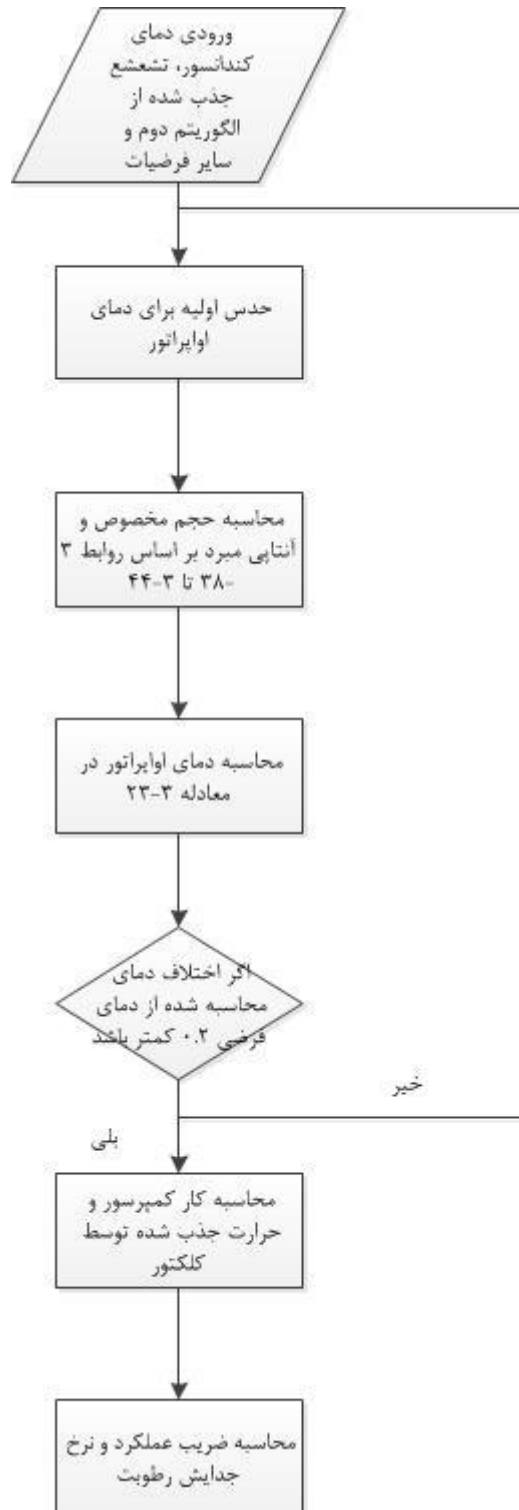 ورودی دمای
کندانسور، تشعشع
جذب شده از
الگوریتم دوم و
سایر فرضیات
حدس اولیه برای دمای
اواپراتور
محاسبه حجم مخصوص و
آنتاپی مبرد بر اساس روابط ۳
-۳۸ تا ۳-۴۴
محاسبه دمای اواپراتور در
معادله ۳-۲۳
اگر اختلاف دمای
محاسبه شده از دمای
فرضی ۰.۲ کمتر باشد
خیر
بلی
محاسبه کار کمپرسور و
حرارت جذب شده توسط
کلکتور
محاسبه ضریب عملکرد و نرخ
جدایش رطوبت